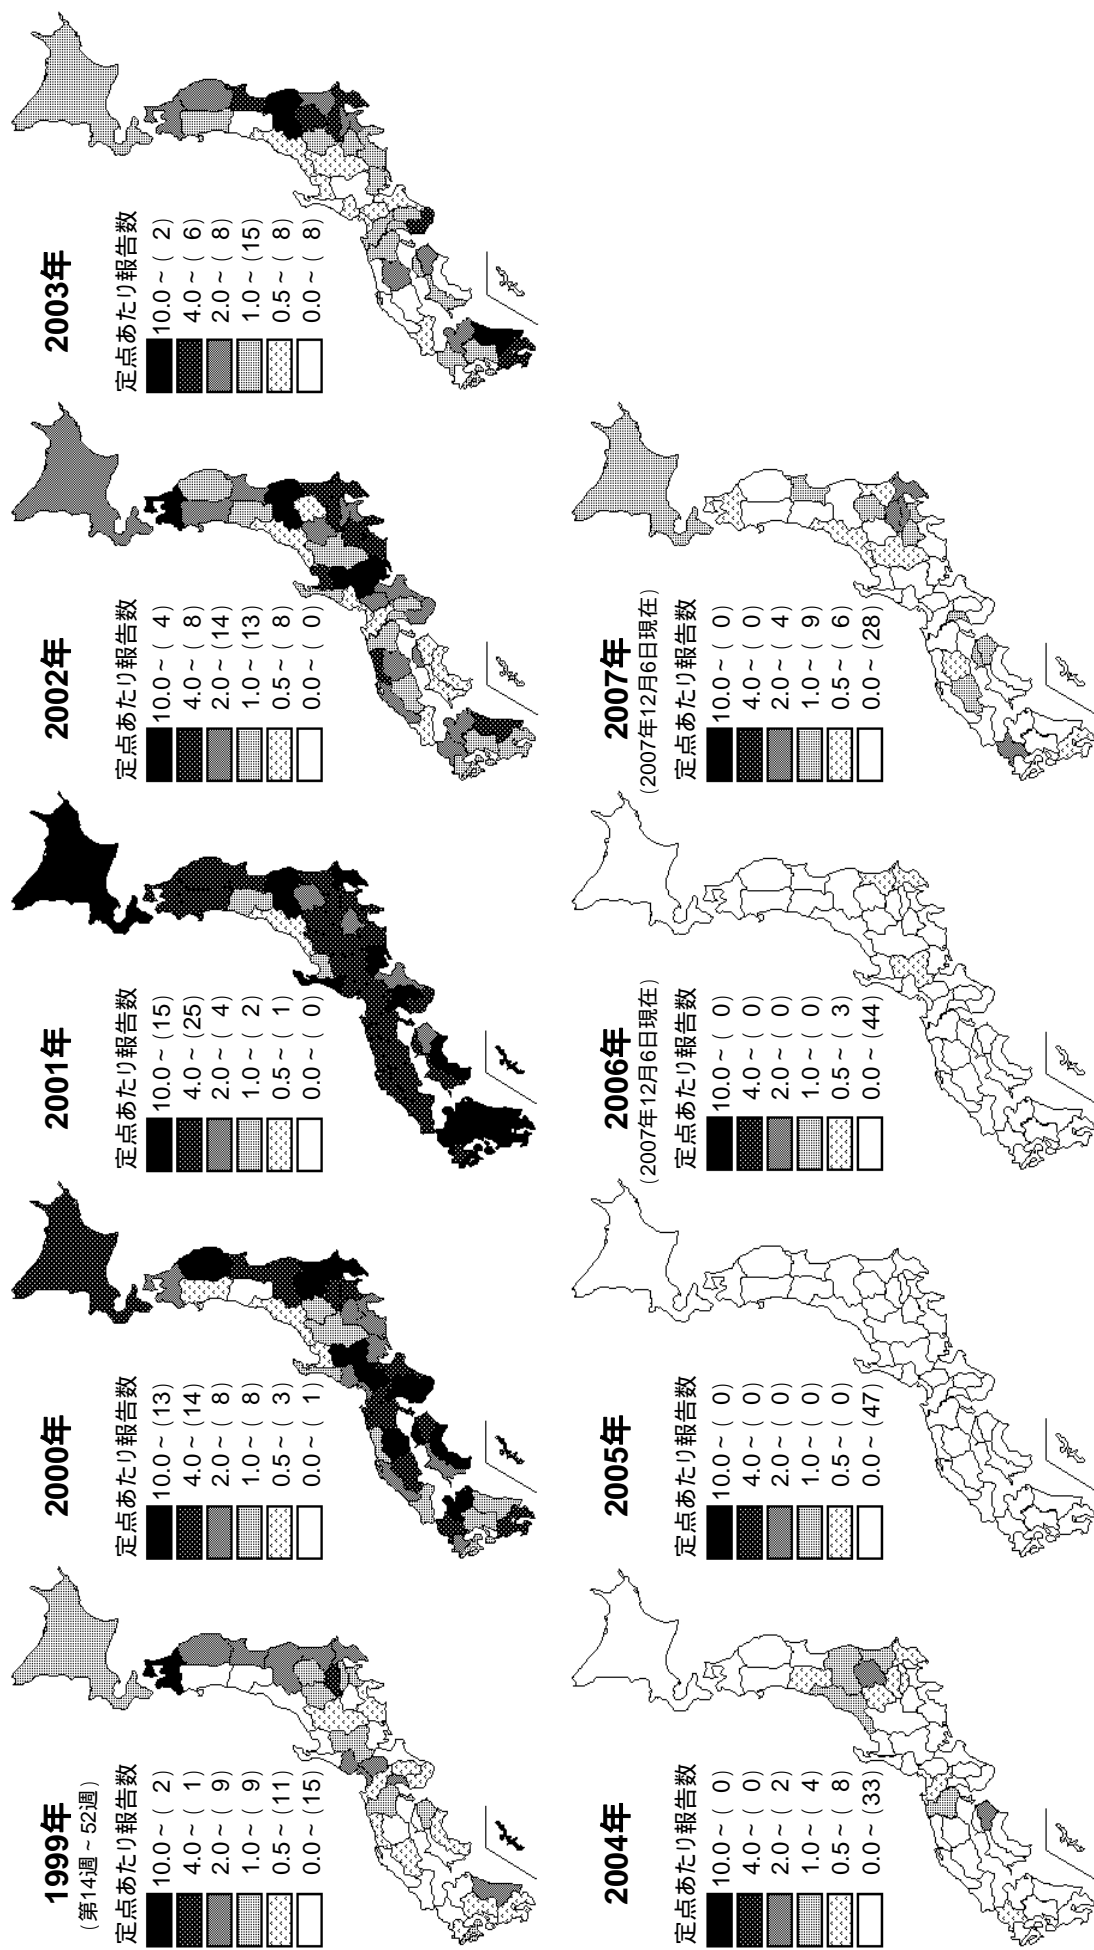 1999年
(第14週～52週)
定点あたり報告数
10.0～( 2)
4.0～( 1)
2.0～( 9)
1.0～( 9)
0.5～(11)
0.0～(15)
2000年
定点あたり報告数
10.0～(13)
4.0～(14)
2.0～( 8)
1.0～( 8)
0.5～( 3)
0.0～( 1)
2001年
定点あたり報告数
10.0～(15)
4.0～(25)
2.0～( 4)
1.0～( 2)
0.5～( 1)
0.0～( 0)
2002年
定点あたり報告数
10.0～( 4)
4.0～( 8)
2.0～(14)
1.0～(13)
0.5～( 8)
0.0～( 0)
2003年
定点あたり報告数
10.0～( 2)
4.0～( 6)
2.0～( 8)
1.0～(15)
0.5～( 8)
0.0～( 8)
2004年
定点あたり報告数
10.0～( 0)
4.0～( 0)
2.0～( 2)
1.0～( 4)
0.5～( 8)
0.0～(33)
2005年
定点あたり報告数
10.0～( 0)
4.0～( 0)
2.0～( 0)
1.0～( 0)
0.5～( 0)
0.0～(47)
2006年
(2007年12月6日現在)
定点あたり報告数
10.0～( 0)
4.0～( 0)
2.0～( 0)
1.0～( 0)
0.5～( 3)
0.0～(44)
2007年
(2007年12月6日現在)
定点あたり報告数
10.0～( 0)
4.0～( 0)
2.0～( 4)
1.0～( 9)
0.5～( 6)
0.0～(28)